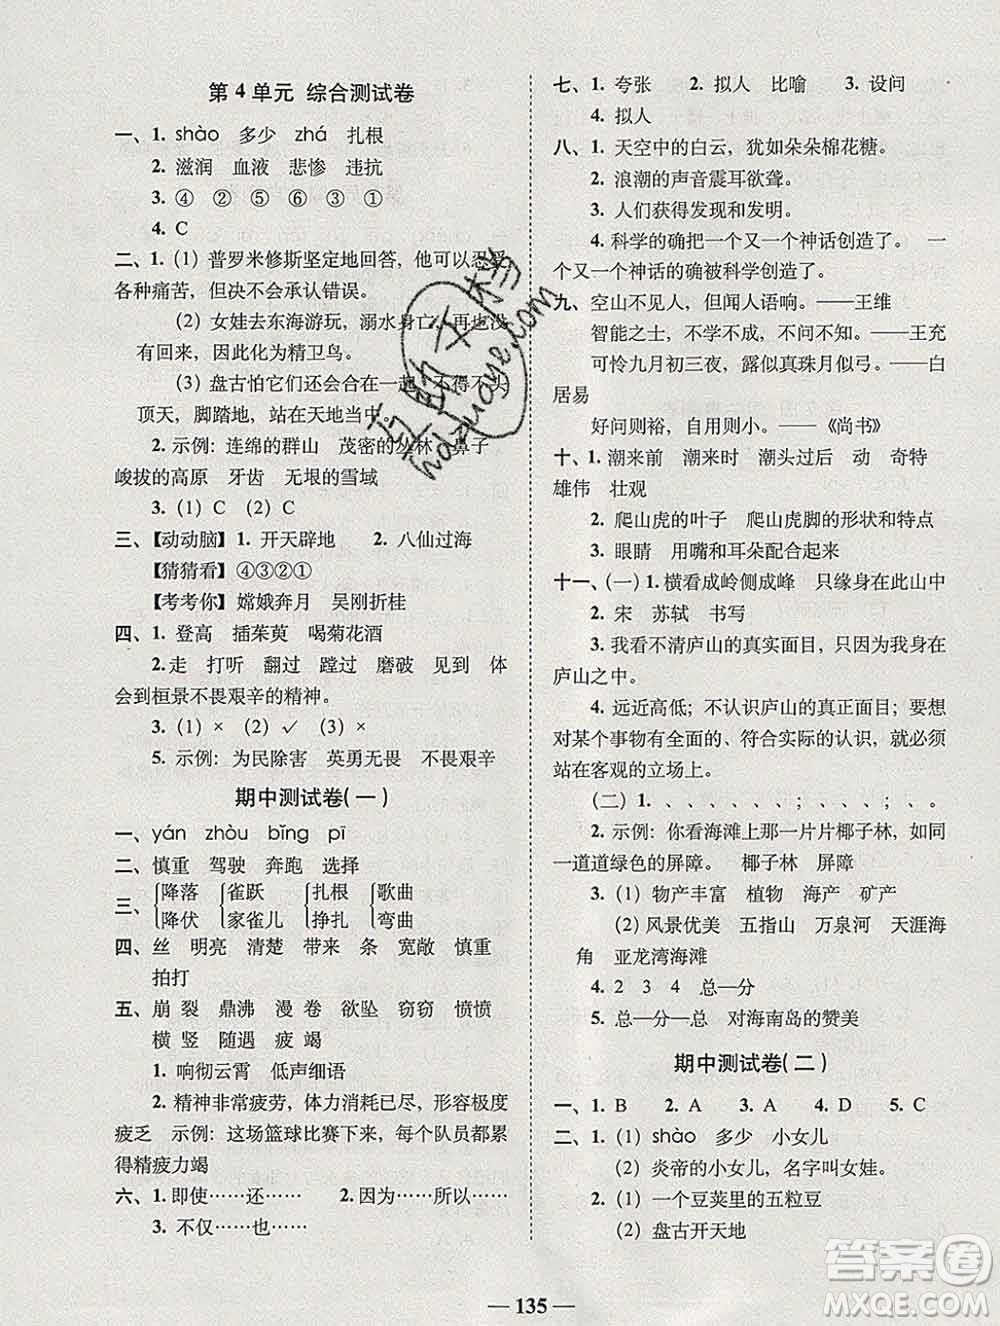 第4单元 综合测试卷
一、1. shào 多少 zhá 扎根
2. 滋润 血液 悲惨 违抗
3. ④ ② ⑤ ⑥ ③ ①
4. C
二、1. (1) 普罗米修斯坚定地回答，他可以忍受
各种痛苦，但决不会承认错误。
(2) 女娃去东海游玩，溺水身亡，再也没
有回来，因此化为精卫鸟。
(3) 盘古怕它们还会合在一起，不得不头
顶天，脚踏地，站在天地当中。
2. 示例：连绵的群山 茂密的丛林 鼻子
峻拔的高原 牙齿 无垠的雪域
3. (1) C (2) C
三、【动动脑】1. 开天辟地 2. 八仙过海
【猜猜看】④③②①
【考考你】嫦娥奔月 吴刚折桂
四、1. 登高 插茱萸 喝菊花酒
2.走 打听 翻过 蹚过 磨破 见到 体
会到桓景不畏艰辛的精神。
3. (1) × (2) ✓ (3) ×
5. 示例：为民除害 英勇无畏 不畏艰辛
期中测试卷(一)
一、yán zhòu bǐng pī
二、慎重 驾驶 奔跑 选择
三、{降落 {雀跃 {扎根 {歌曲
{降伏 {家雀儿 {挣扎 {弯曲
四、丝 明亮 清楚 带来 条 宽敞 慎重
拍打
五、崩 裂 鼎沸 漫 卷 欲坠 窃窃 愤愤
横 竖 随遇 疲 竭
1. 响彻云霄 低声细语
2. 精神非常疲劳，体力消耗已尽，形容极度
疲乏 示例：这场篮球比赛下来，每个队员都累
得精疲力竭
六、1. 即使……还…… 2. 因为……所以……
3. 不仅……也……
七、1. 夸张 2. 拟人 比喻 3. 设问
4. 拟人
八、1. 天空中的白云，犹如朵朵棉花糖。
2. 浪潮的声音震耳欲聋。
3. 人们获得发现和发明。
4. 科学的确把一个又一个神话创造了。 一
个又一个神话的确被科学创造了。
九、空山不见人，但闻人语响。——王维
智能之士，不学不成，不问不知。——王充
可怜九月初三夜，露似真珠月似弓。——白
居易
好问则裕，自用则小。——《尚书》
十、1. 潮来前 潮来时 潮头过后 动 奇特
雄伟 壮观
2. 爬山虎的叶子 爬山虎脚的形状和特点
3. 眼睛 用嘴和耳朵配合起来
十一、(一) 1. 横看成岭侧成峰 只缘身在此山中
2. 宋 苏轼 书写
3. 我看不清庐山的真实面目，只因为身在
庐山之中。
4. 远近高低；不认识庐山的真正面目；要想
对某个事物有全面的、符合实际的认识，就必须
站在客观的立场上。
(二) 1. 、 、 、 、 、 ； 、 ； 、 。
2. 示例：你看海滩上那一片片椰子林，如同
一道道绿色的屏障。 椰子林 屏障
3. (1) 物产丰富 植物 海产 矿产
(2) 风景优美 五指山 万泉河 天涯海
角 亚龙湾海滩
4. 2 3 4 总—分
5. 总—分—总 对海南岛的赞美
期中测试卷(二)
一、1. B 2. A 3. A 4. D 5. C
二、1. (1) shào 多少 小女儿
(2) 炎帝的小女儿，名字叫女娃。
2. (1) 一个豆荚里的五粒豆
(2) 盘古开天地
— 135 —
互助平档
hdzuoye.com
答案圈
MXQE.COM